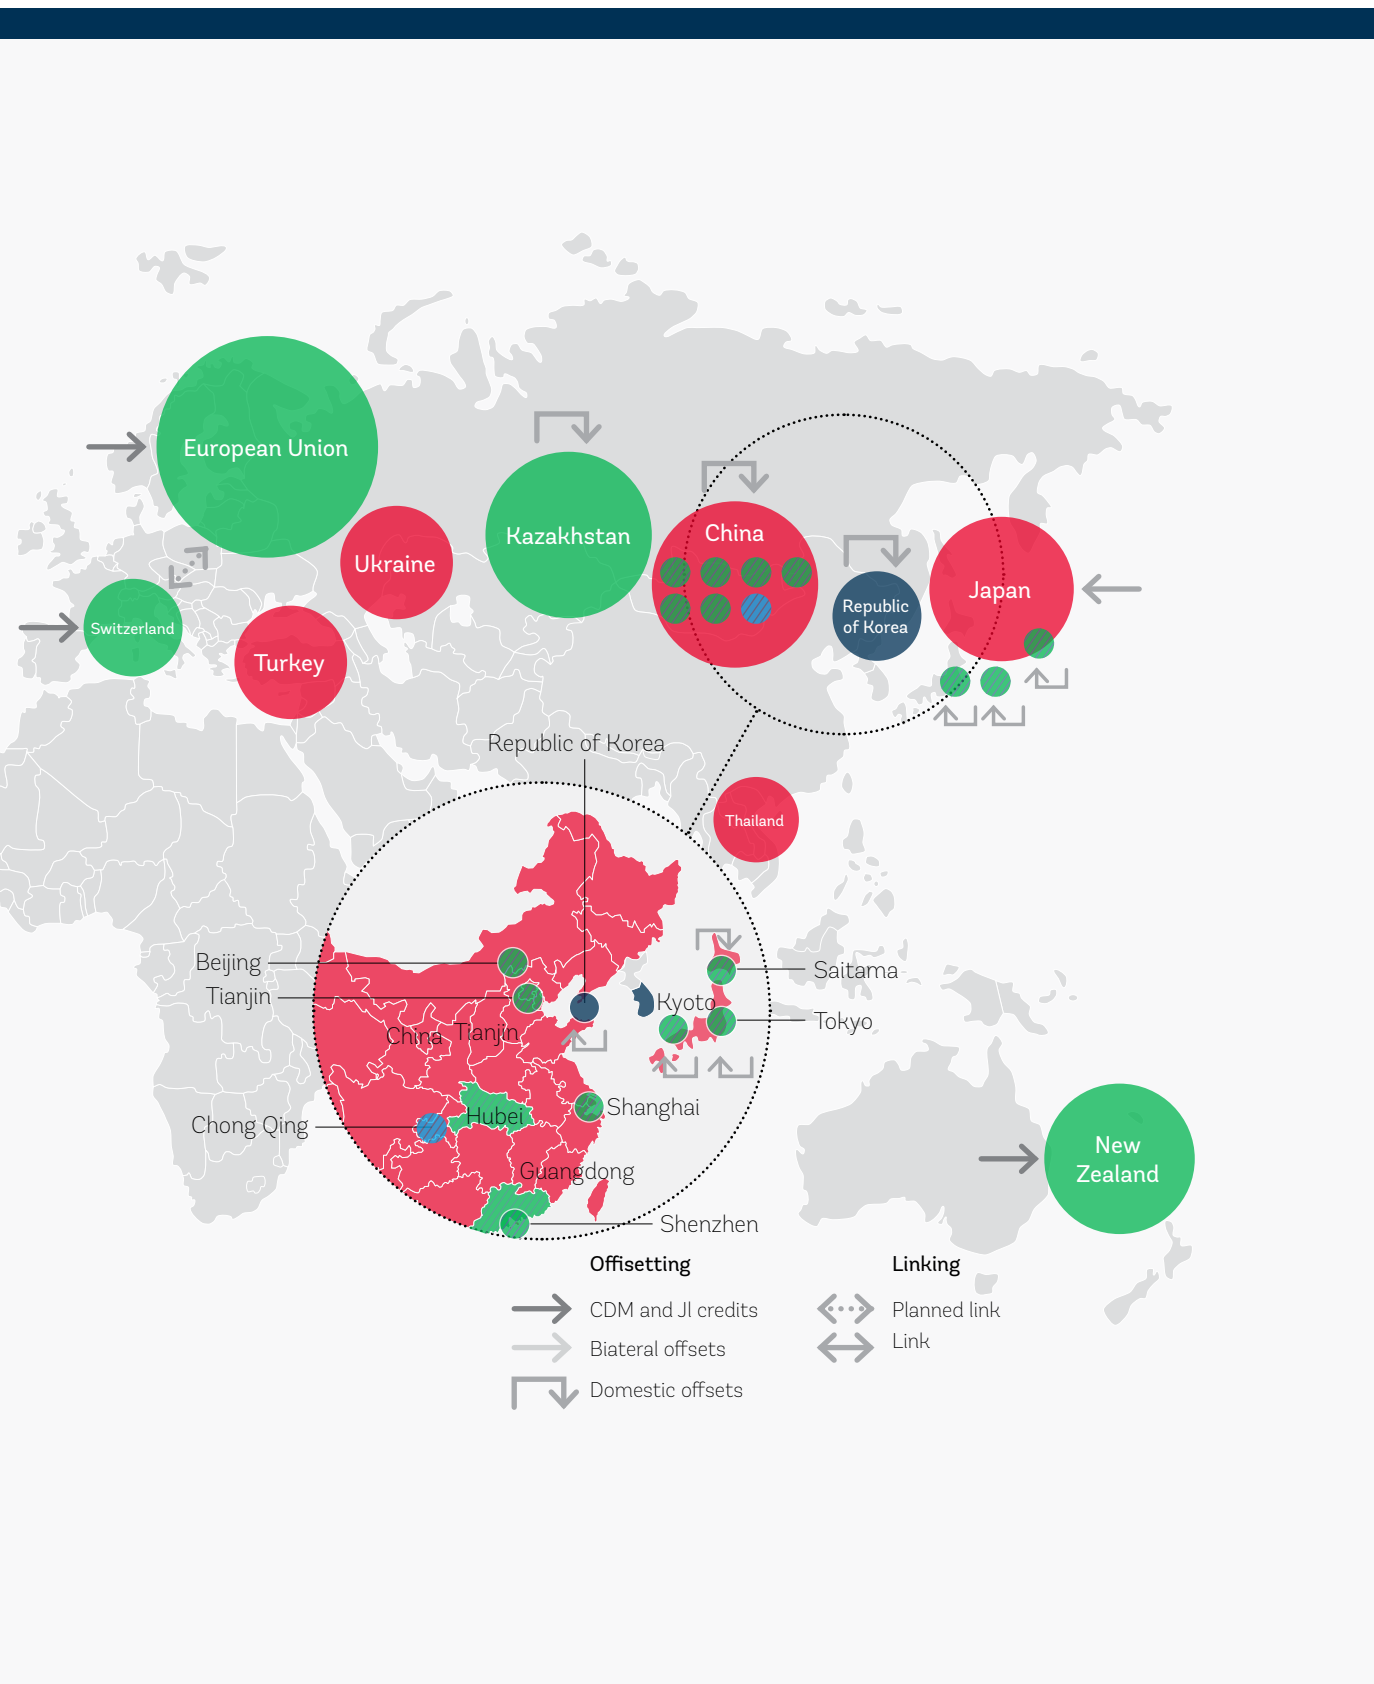 European Union
Kazakhstan
China
Ukraine
Japan
Republic
of Korea
Switzerland
Turkey
Republic of Korea
Thailand
Beijing
Saitama
Tianjin
Kyoto
Tokyo
China
Tianjin
Shanghai
Hubei
Chong Qing
New
Zealand
Guangdong
Shenzhen
Offisetting
Linking
CDM and Jl credits
Planned link
Biateral offsets
Link
Domestic offsets